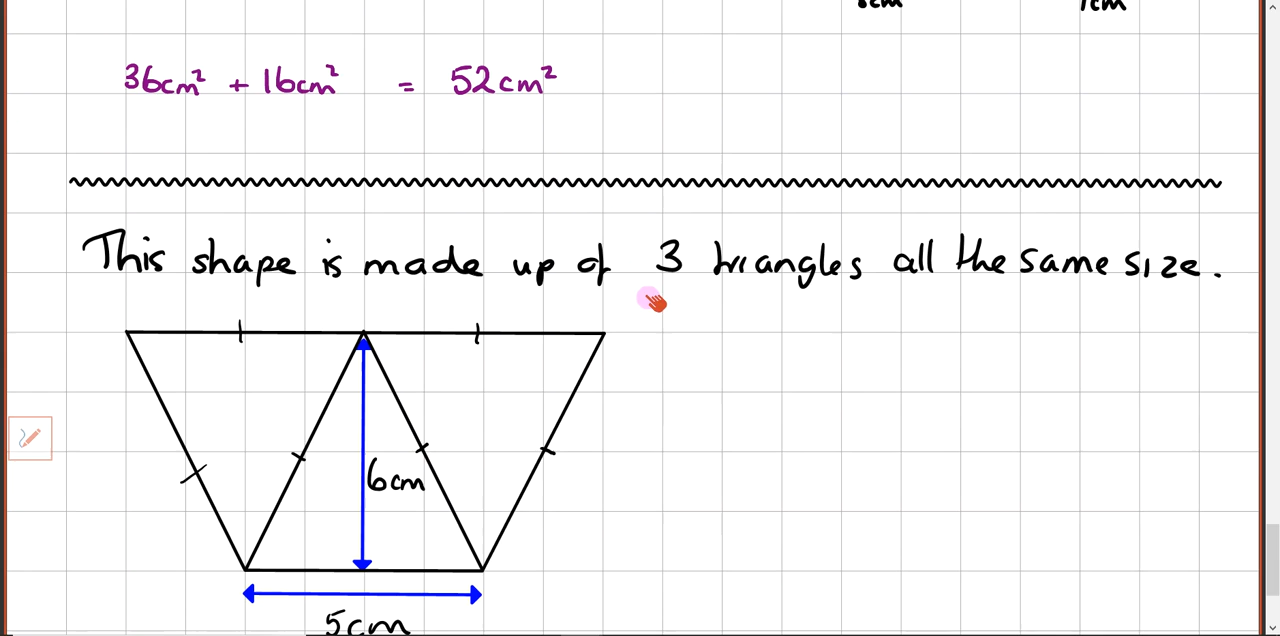 36cm² + 16cm² = 52cm²
This shape is made up of 3 triangles all the same size.
6cm
5cm